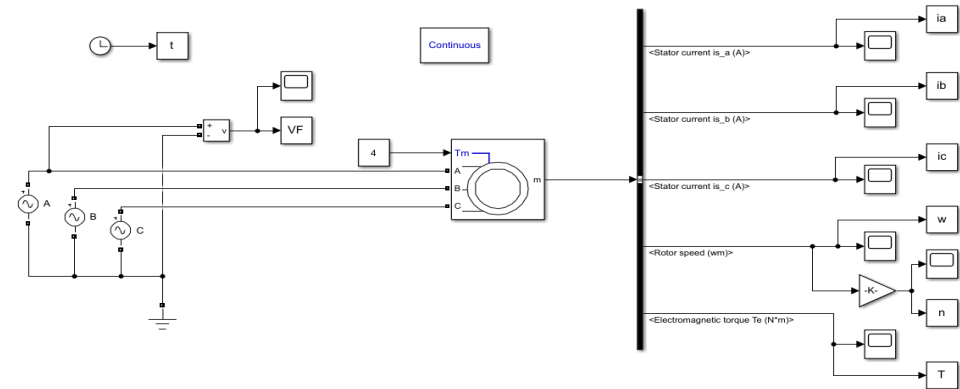 ia
t
Continuous
<Stator current is_a (A)>
ib
+
-
v
VF
<Stator current is_b (A)>
4
Tm
ic
A
m
B
<Stator current is_c (A)>
C
A
B
C
w
<Rotor speed (wm)>
-K-
n
<Electromagnetic torque Te (N*m)>
T